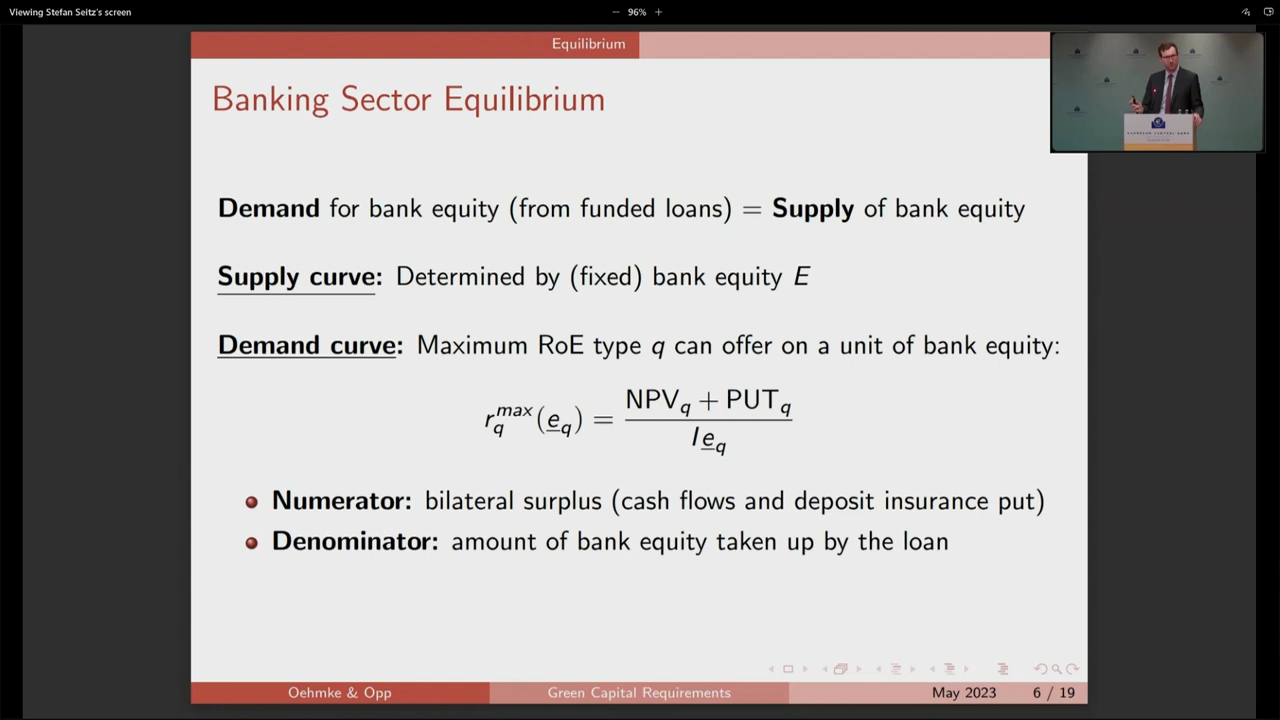 Viewing Stefan Seitz's screen
− 96% +
Equilibrium
Banking Sector Equilibrium
EUROPEAN CENTRAL BANK
Demand for bank equity (from funded loans) = Supply of bank equity
Supply curve: Determined by (fixed) bank equity E
Demand curve: Maximum RoE type q can offer on a unit of bank equity:
r_q^max(e_q) = (NPV_q + PUT_q) / (I e_q)
Numerator: bilateral surplus (cash flows and deposit insurance put)
Denominator: amount of bank equity taken up by the loan
Oehmke & Opp Green Capital Requirements May 2023 6 / 19